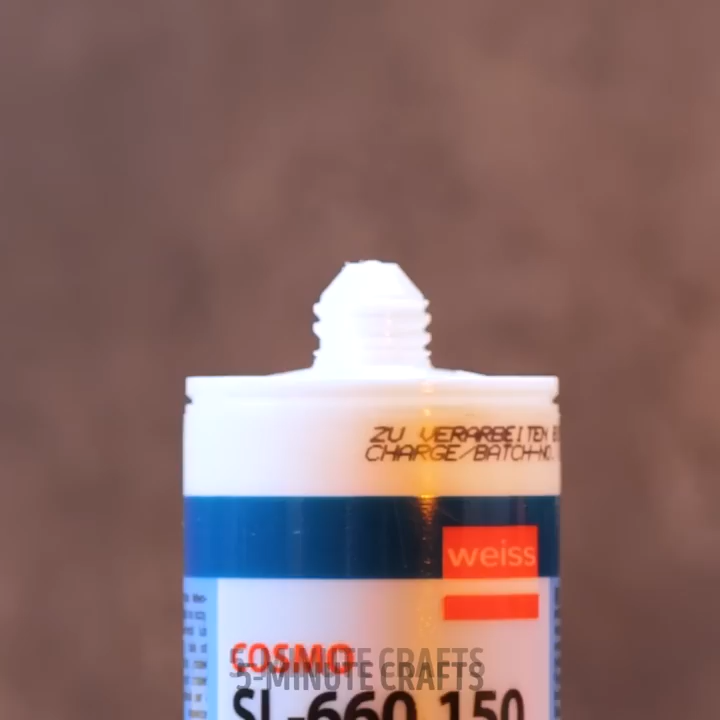 ZU VERARBEITEN
CHARGE/BATCH-NO.
weiss
COSMO
5-MINUTE CRAFTS
SL-660.150